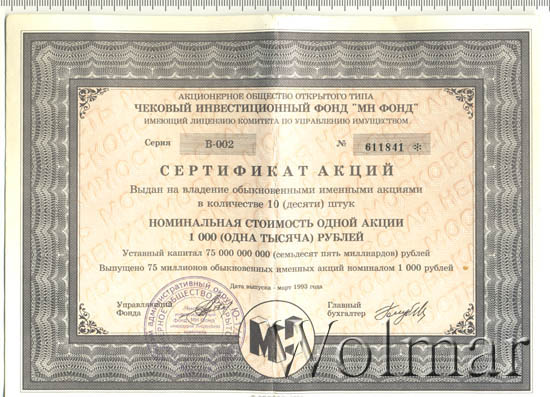 АКЦИОНЕРНОЕ ОБЩЕСТВО ОТКРЫТОГО ТИПА
ЧЕКОВЫЙ ИНВЕСТИЦИОННЫЙ ФОНД "МН ФОНД"
ИМЕЮЩИЙ ЛИЦЕНЗИЮ КОМИТЕТА ПО УПРАВЛЕНИЮ ИМУЩЕСТВОМ
Серия В-002 № 611841 *
СЕРТИФИКАТ АКЦИЙ
Выдан на владение обыкновенными именными акциями
в количестве 10 (десяти) штук
НОМИНАЛЬНАЯ СТОИМОСТЬ ОДНОЙ АКЦИИ
1 000 (ОДНА ТЫСЯЧА) РУБЛЕЙ
Уставный капитал 75 000 000 000 (семьдесят пять миллиардов) рублей
Выпущено 75 миллионов обыкновенных именных акций номиналом 1 000 рублей
Дата выпуска - март 1993 года
Управляющий
Фонда
Главный
бухгалтер
МН
Volmar